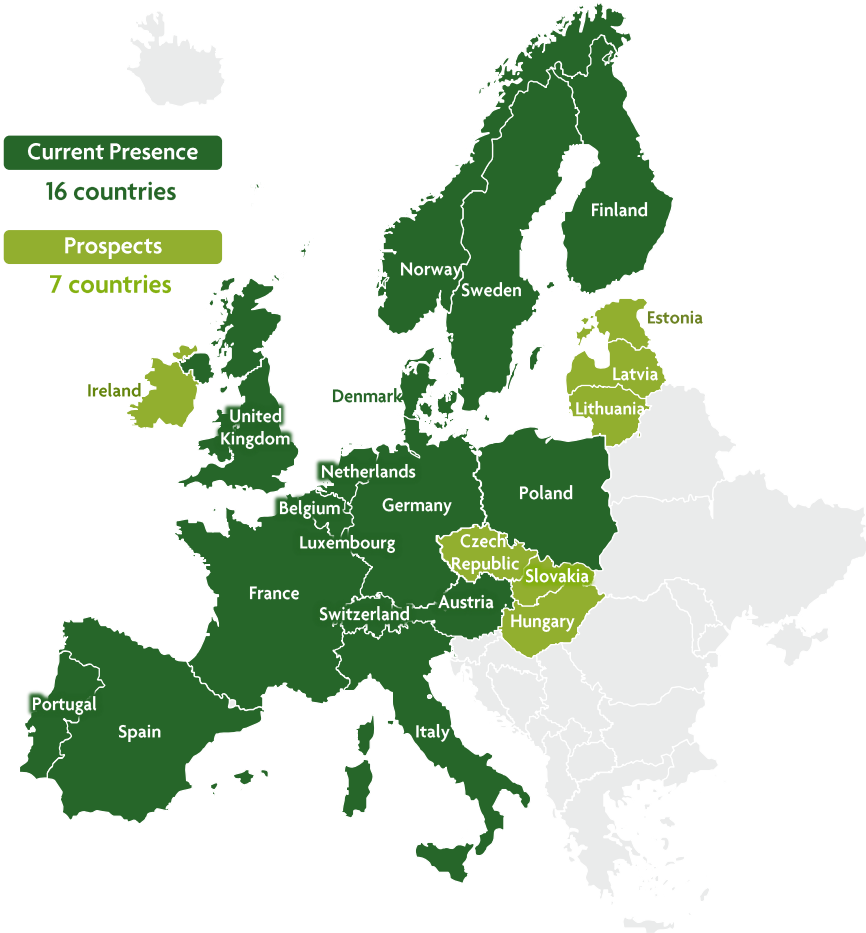 Current Presence
16 countries
Prospects
7 countries
Finland
Norway
Sweden
Estonia
Latvia
Lithuania
Ireland
Denmark
United
Kingdom
Netherlands
Belgium
Germany
Poland
Luxembourg
Czech
Republic
Slovakia
France
Switzerland
Austria
Hungary
Portugal
Spain
Italy